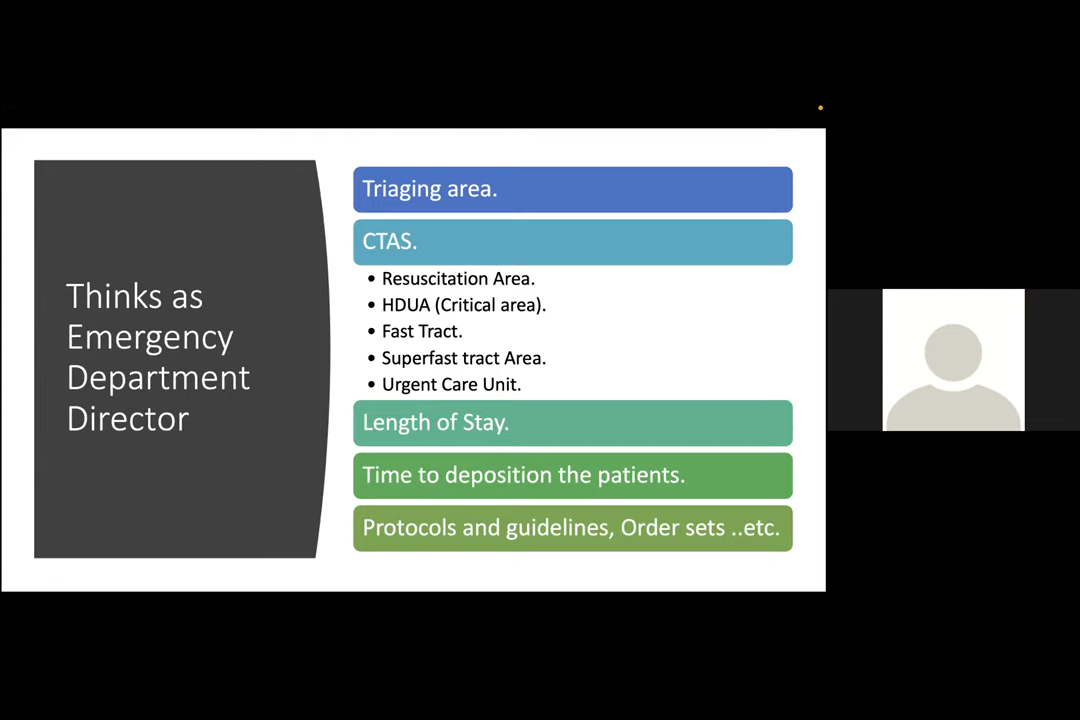 Thinks as
Emergency
Department
Director
Triaging area.
CTAS.
• Resuscitation Area.
• HDUA (Critical area).
• Fast Tract.
• Superfast tract Area.
• Urgent Care Unit.
Length of Stay.
Time to deposition the patients.
Protocols and guidelines, Order sets ..etc.